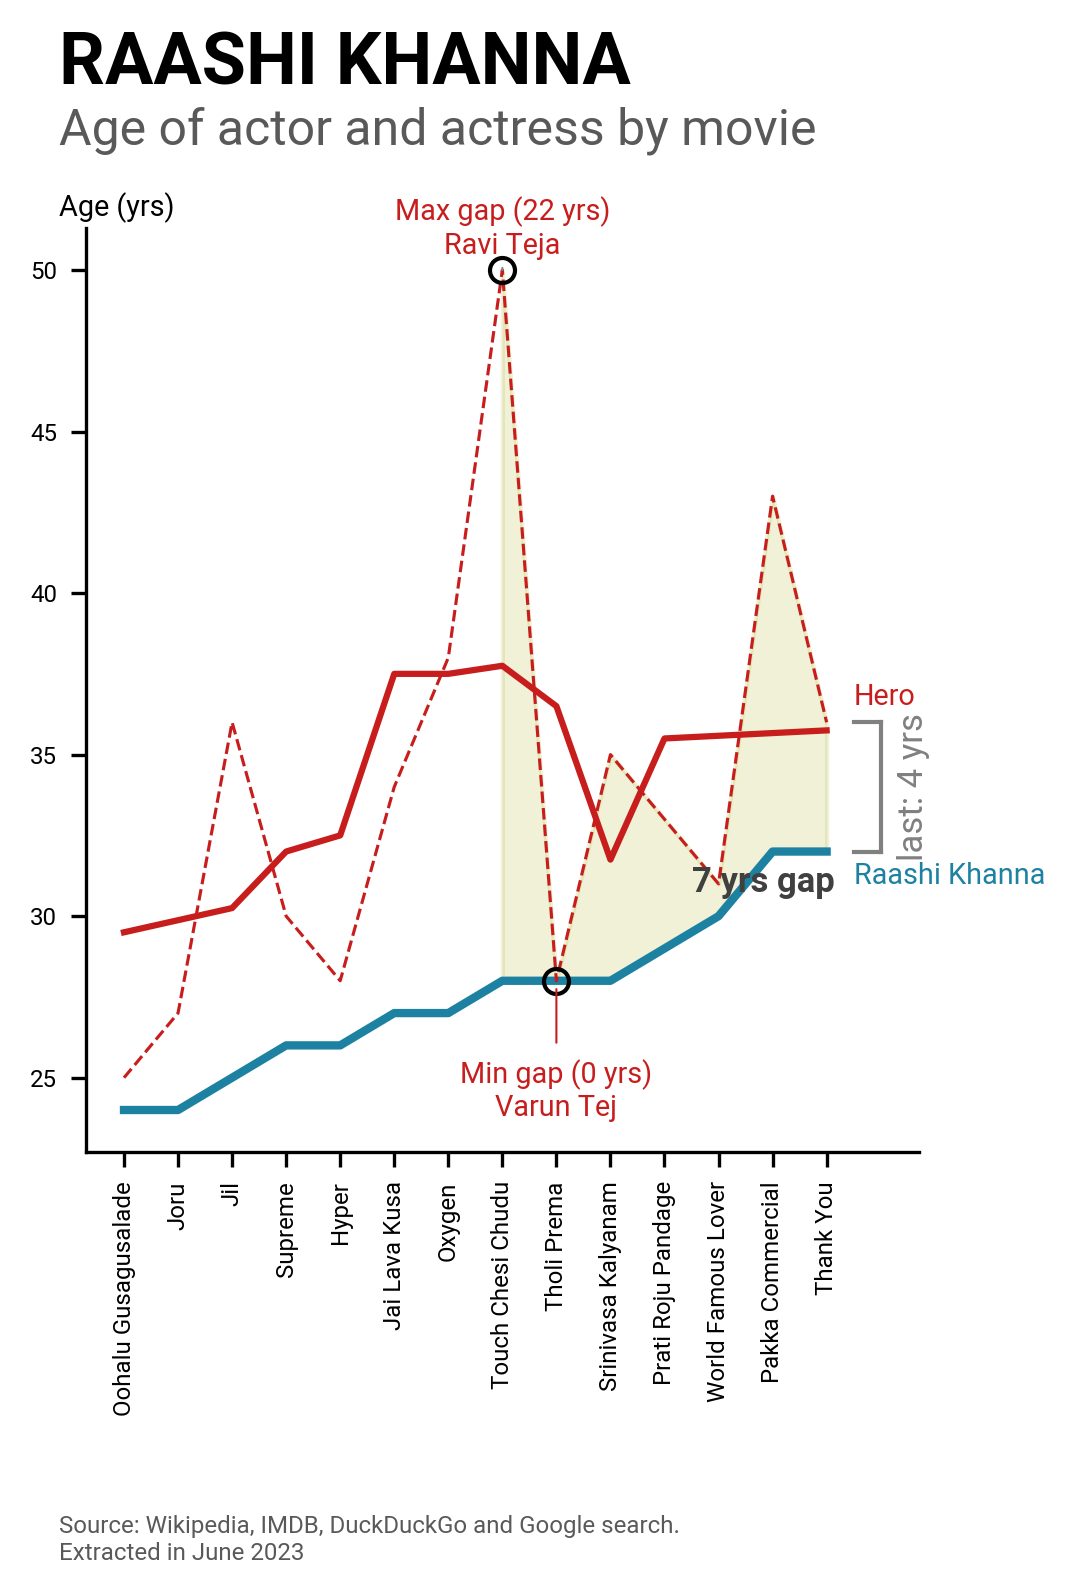 RAASHI KHANNA
Age of actor and actress by movie
Age (yrs)
Max gap (22 yrs)
Ravi Teja
50
45
40
35
30
25
Hero
last: 4 yrs
7 yrs gap
Raashi Khanna
Min gap (0 yrs)
Varun Tej
Oohalu Gusagusalade
Joru
Jil
Supreme
Hyper
Jai Lava Kusa
Oxygen
Touch Chesi Chudu
Tholi Prema
Srinivasa Kalyanam
Prati Roju Pandage
World Famous Lover
Pakka Commercial
Thank You
Source: Wikipedia, IMDB, DuckDuckGo and Google search.
Extracted in June 2023